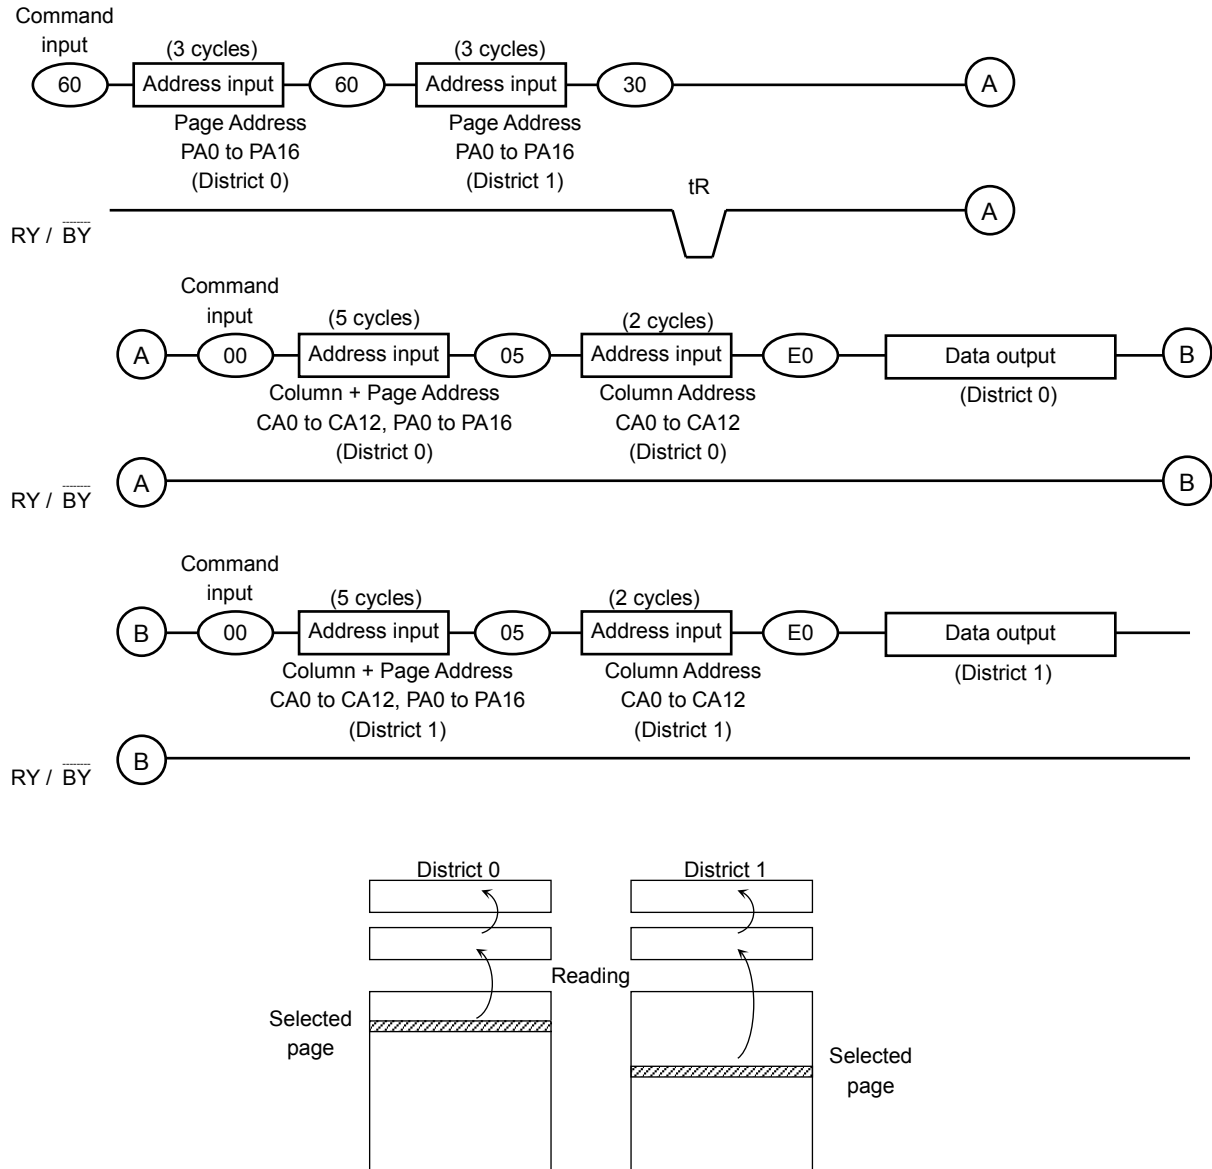 Command
input
(3 cycles)
(3 cycles)
60
Address input
60
Address input
30
A
Page Address
PA0 to PA16
(District 0)
Page Address
PA0 to PA16
(District 1)
tR
A
RY / BY
Command
input
(5 cycles)
(2 cycles)
A
00
Address input
05
Address input
E0
Data output
B
Column + Page Address
CA0 to CA12, PA0 to PA16
(District 0)
Column Address
CA0 to CA12
(District 0)
(District 0)
A
B
RY / BY
Command
input
(5 cycles)
(2 cycles)
B
00
Address input
05
Address input
E0
Data output
Column + Page Address
CA0 to CA12, PA0 to PA16
(District 1)
Column Address
CA0 to CA12
(District 1)
(District 1)
B
RY / BY
District 0
District 1
Reading
Selected
page
Selected
page